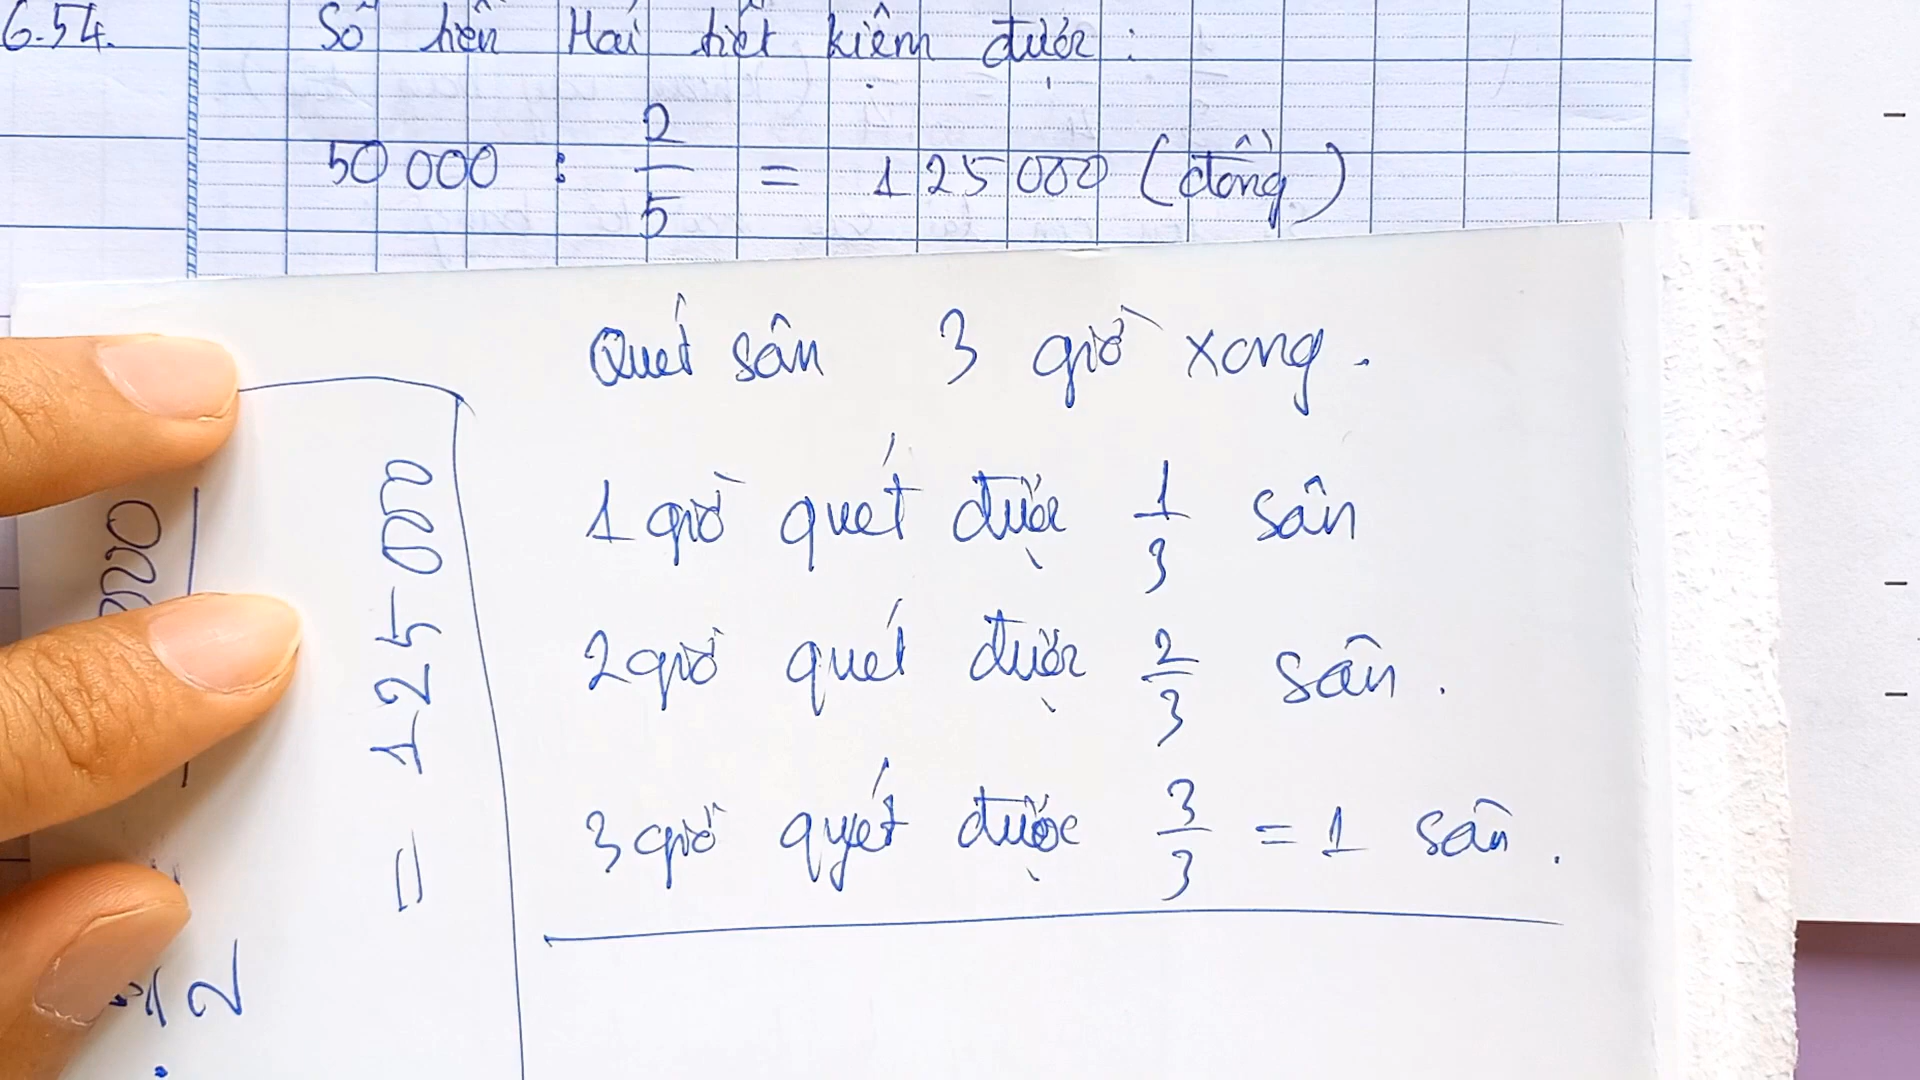 6.54. Số tiền Hai tiết kiệm được :
50 000 : 2/5 = 125 000 (đồng)
Quét sân 3 giờ xong.
1 giờ quét được 1/3 sân
2 giờ quét được 2/3 sân.
3 giờ quyét được 3/3 = 1 sân.
= 125 000